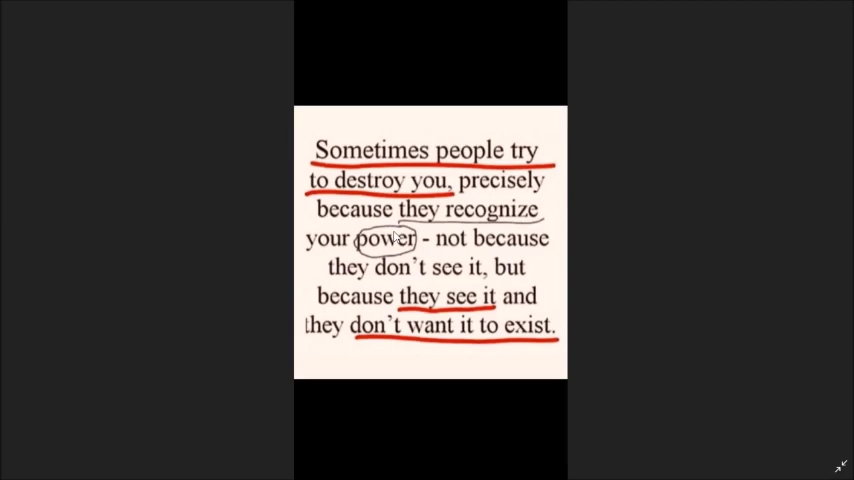 Sometimes people try
to destroy you, precisely
because they recognize
your power - not because
they don't see it, but
because they see it and
they don't want it to exist.